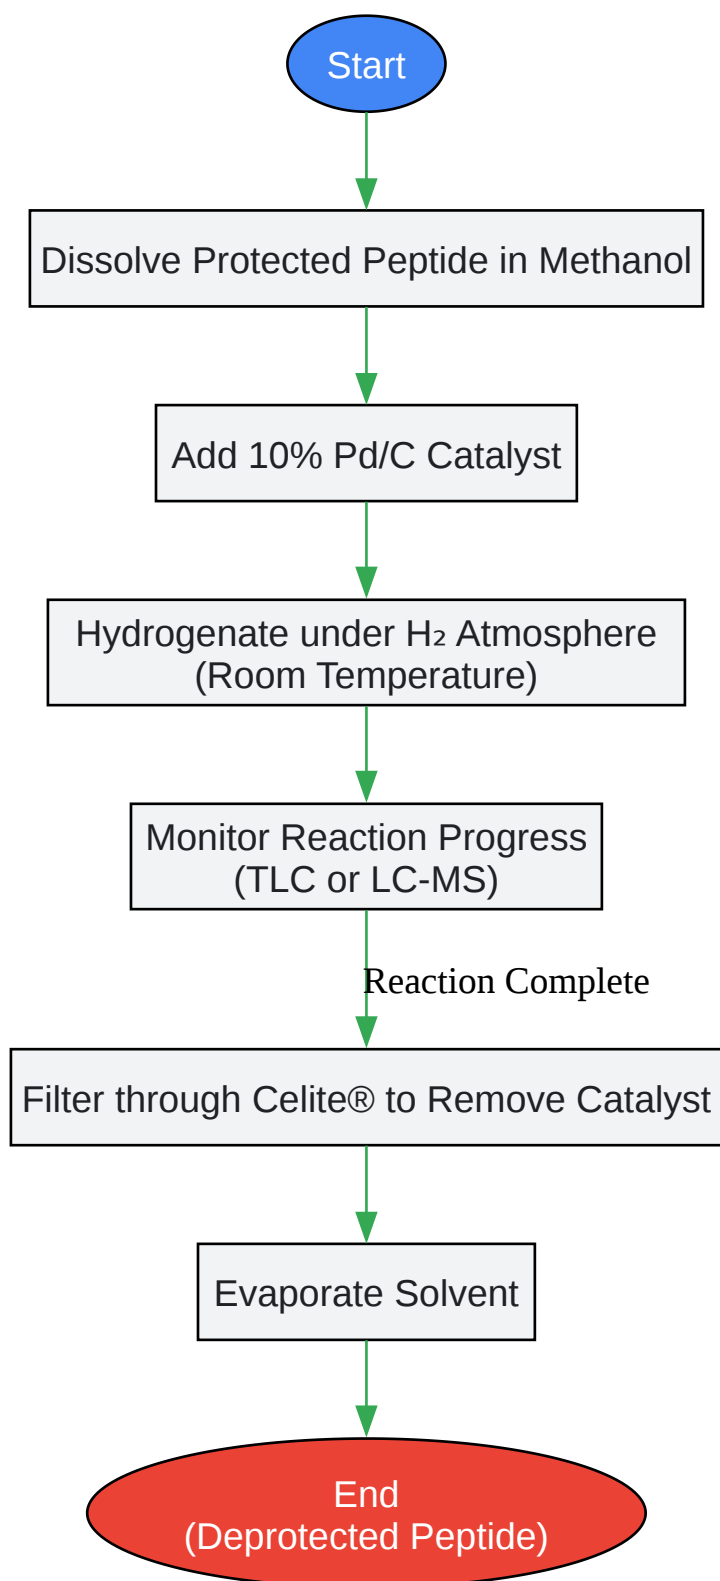 Start
Dissolve Protected Peptide in Methanol
Add 10% Pd/C Catalyst
Hydrogenate under H₂ Atmosphere
(Room Temperature)
Monitor Reaction Progress
(TLC or LC-MS)
Reaction Complete
Filter through Celite® to Remove Catalyst
Evaporate Solvent
End
(Deprotected Peptide)